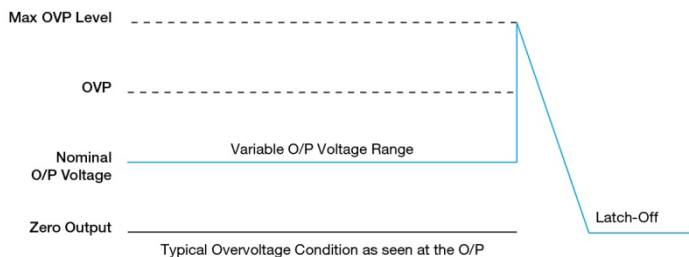 Max OVP Level
OVP
Variable O/P Voltage Range
Nominal
O/P Voltage
Latch-Off
Zero Output
Typical Overvoltage Condition as seen at the O/P